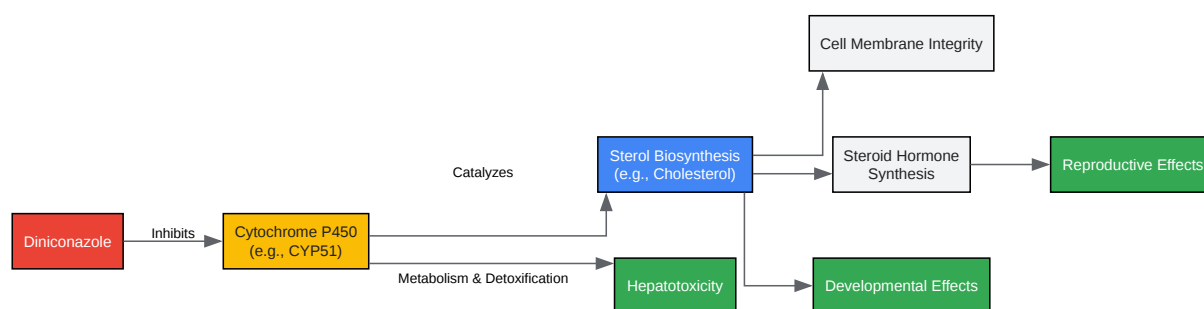 Cell Membrane Integrity
Sterol Biosynthesis
(e.g., Cholesterol)
Steroid Hormone
Synthesis
Reproductive Effects
Catalyzes
Diniconazole
Inhibits
Cytochrome P450
(e.g., CYP51)
Metabolism & Detoxification
Hepatotoxicity
Developmental Effects